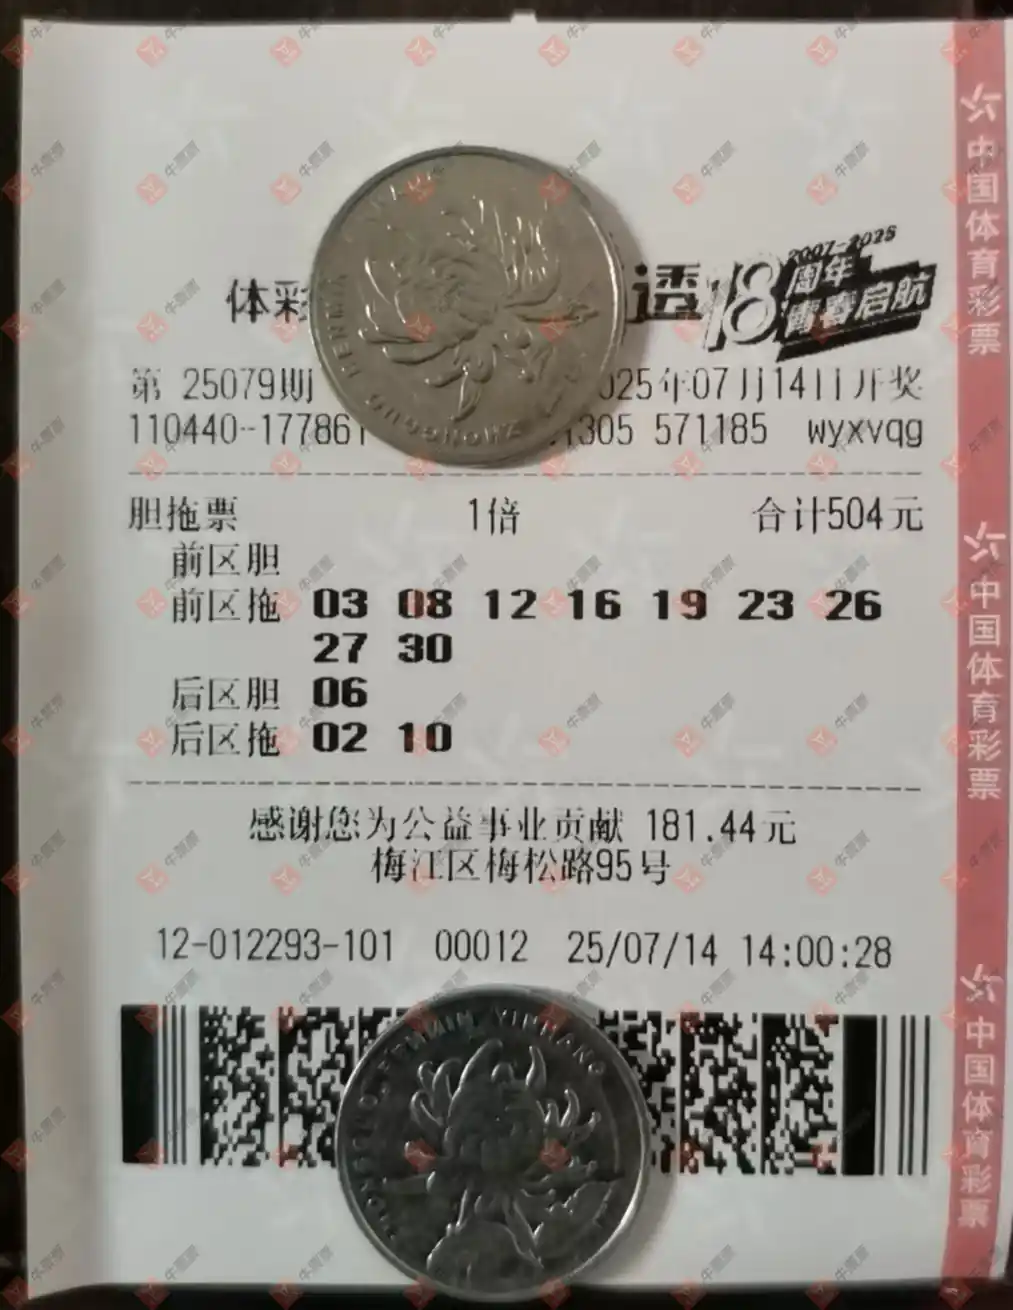 体彩 透 18 2007-2025
周年
青春启航
第 25079期 025年07月14日开奖
110440-177861 1305 571185 wyxvqg
胆拖票 1倍 合计504元
前区胆
前区拖 03 08 12 16 19 23 26
27 30
后区胆 06
后区拖 02 10
感谢您为公益事业贡献 181.44元
梅江区梅松路95号
12-012293-101 00012 25/07/14 14:00:28
中国体育彩票
中国体育彩票
中国体育彩票
牛票票